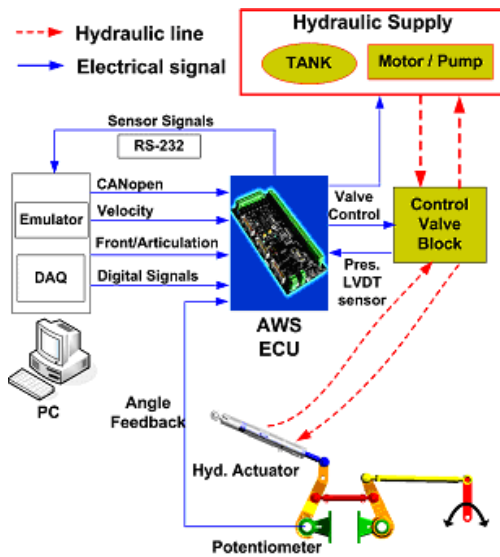 Hydraulic line
Electrical signal
Hydraulic Supply
TANK
Motor / Pump
Sensor Signals
RS-232
CANopen
Velocity
Front/Articulation
Digital Signals
Emulator
DAQ
PC
AWS
ECU
Valve
Control
Pres.
LVDT
sensor
Control
Valve
Block
Angle
Feedback
Hyd. Actuator
Potentiometer